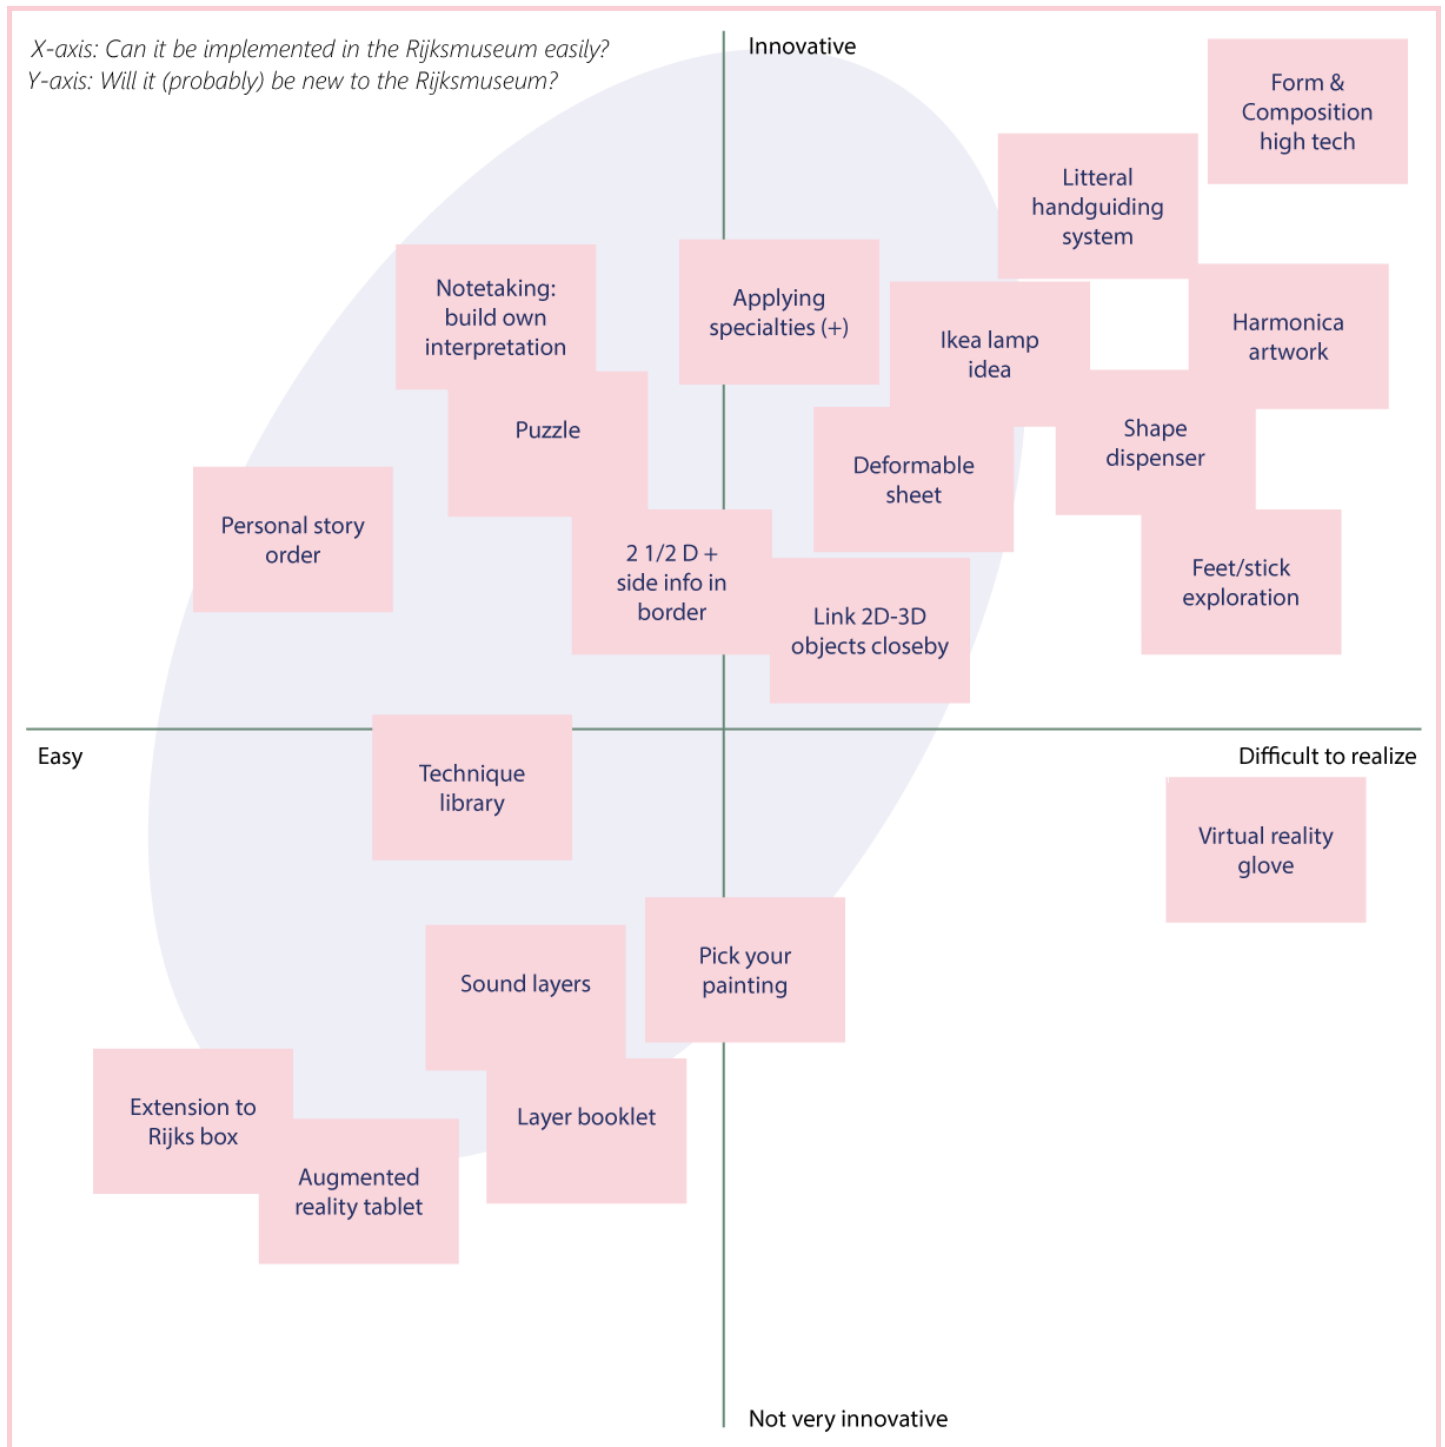 X-axis: Can it be implemented in the Rijksmuseum easily?
Y-axis: Will it (probably) be new to the Rijksmuseum?
Innovative
Form &
Composition
high tech
Litteral
handguiding
system
Notetaking:
build own
interpretation
Applying
specialties (+)
Ikea lamp
idea
Harmonica
artwork
Puzzle
Deformable
sheet
Shape
dispenser
Personal story
order
2 1/2 D +
side info in
border
Link 2D-3D
objects closeby
Feet/stick
exploration
Easy
Difficult to realize
Technique
library
Virtual reality
glove
Sound layers
Pick your
painting
Extension to
Rijks box
Layer booklet
Augmented
reality tablet
Not very innovative